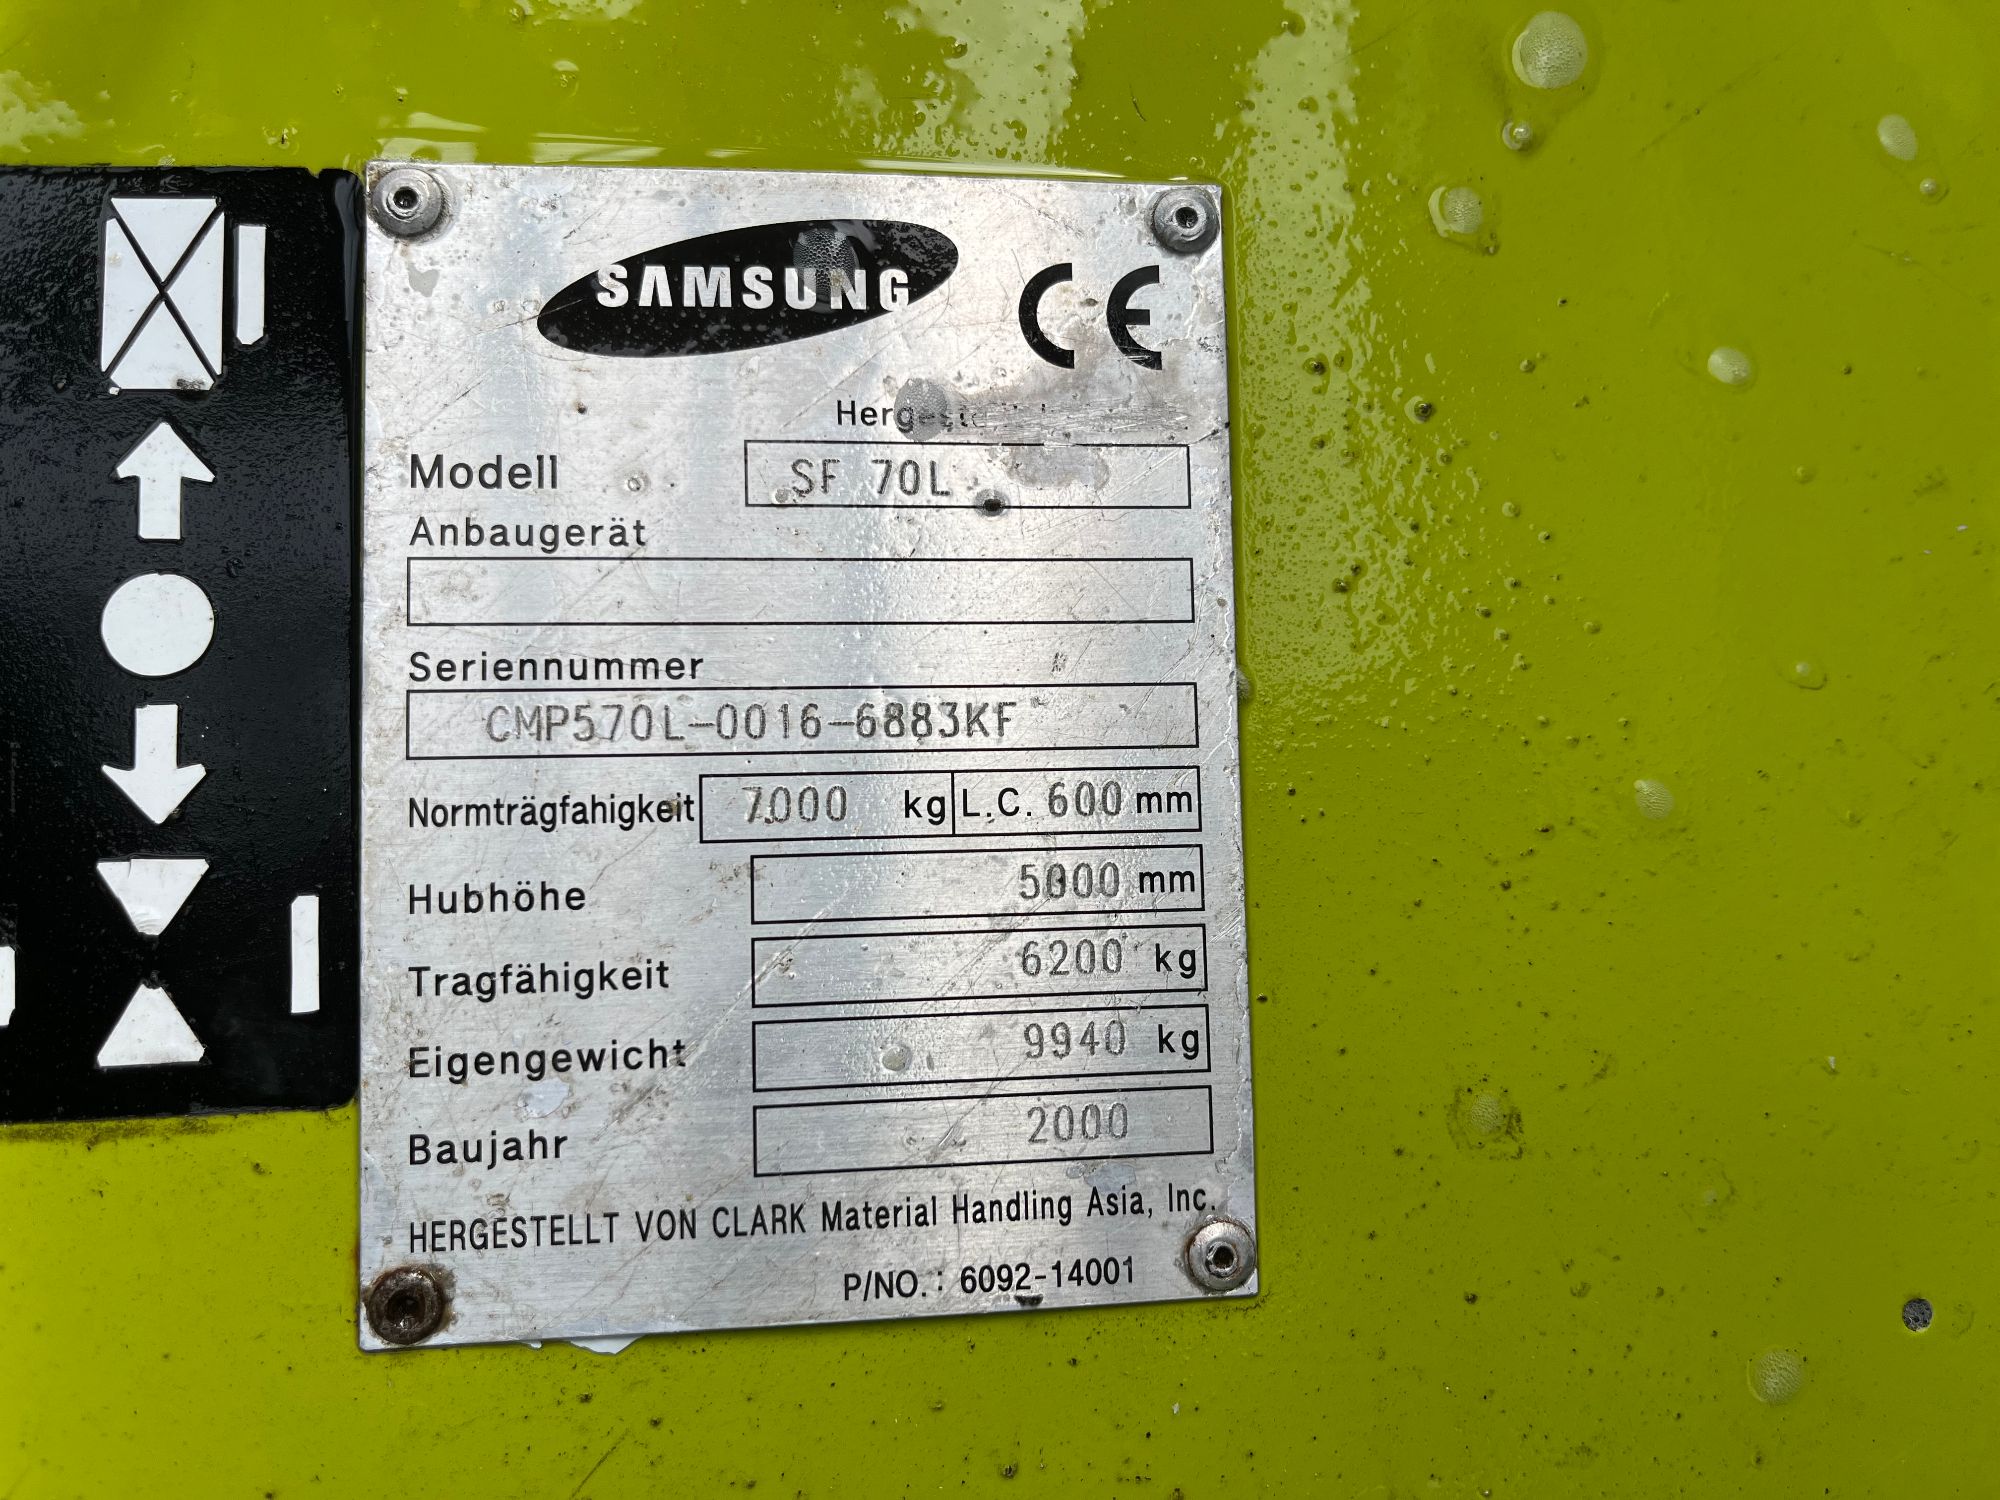 SAMSUNG CE
Modell SF 70L
Anbaugerät
Seriennummer
CMP570L-0016-6883KF
Normträgfahigkeit 7000 kg L.C. 600 mm
Hubhöhe 5000 mm
Tragfähigkeit 6200 kg
Eigengewicht 9940 kg
Baujahr 2000
HERGESTELLT VON CLARK Material Handling Asia, Inc.
P/NO.: 6092-14001